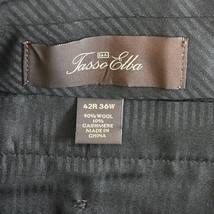 Tasso Elba
42R 36W
90% WOOL
10%
CASHMERE
MADE IN
CHINA